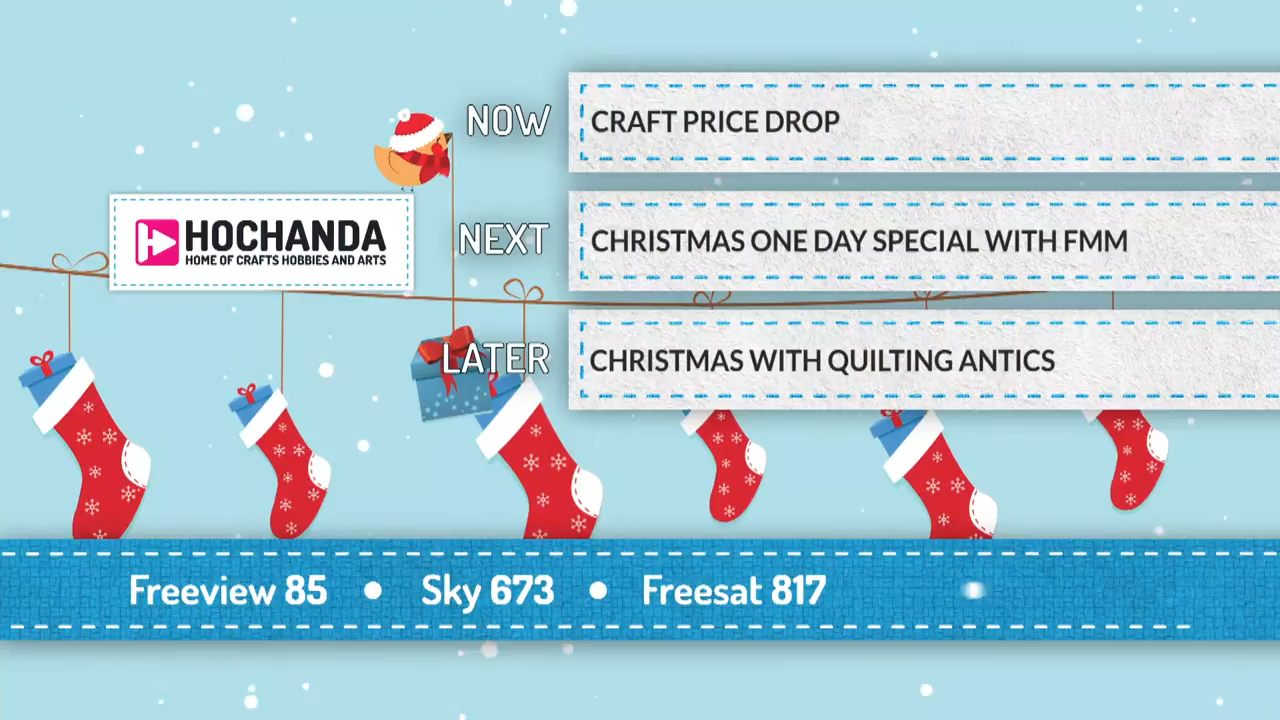 NOW
CRAFT PRICE DROP
HOCHANDA
HOME OF CRAFTS HOBBIES AND ARTS
NEXT
CHRISTMAS ONE DAY SPECIAL WITH FMM
LATER
CHRISTMAS WITH QUILTING ANTICS
Freeview 85 • Sky 673 • Freesat 817